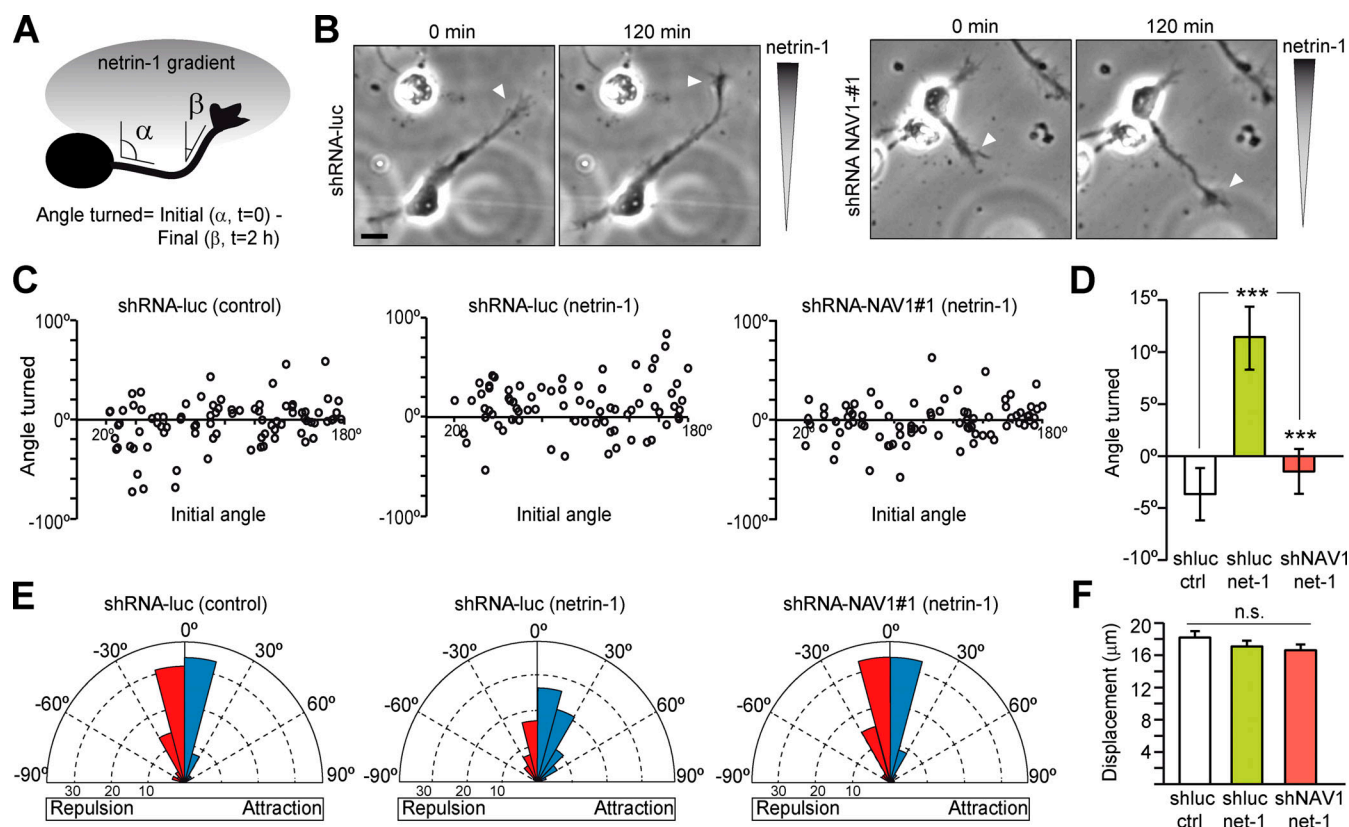 A
netrin-1 gradient
α
β
Angle turned= Initial (α, t=0) -
Final (β, t=2 h)
B
0 min
120 min
netrin-1
shRNA-luc
0 min
120 min
netrin-1
shRNA NAV1-#1
C
shRNA-luc (control)
100º
0º
-100º
20º
180º
Angle turned
Initial angle
shRNA-luc (netrin-1)
100º
0º
-100º
20º
180º
Initial angle
shRNA-NAV1#1 (netrin-1)
100º
0º
-100º
20º
180º
Initial angle
D
15º
10º
5º
0º
-5º
-10º
Angle turned
***
***
shluc
ctrl
shluc
net-1
shNAV1
net-1
E
shRNA-luc (control)
0º
-30º
30º
-60º
60º
-90º
90º
30 20 10
Repulsion Attraction
shRNA-luc (netrin-1)
0º
-30º
30º
-60º
60º
-90º
90º
30 20 10
Repulsion Attraction
shRNA-NAV1#1 (netrin-1)
0º
-30º
30º
-60º
60º
-90º
90º
30 20 10
Repulsion Attraction
F
n.s.
20
16
12
8
4
Displacement (μm)
shluc
ctrl
shluc
net-1
shNAV1
net-1